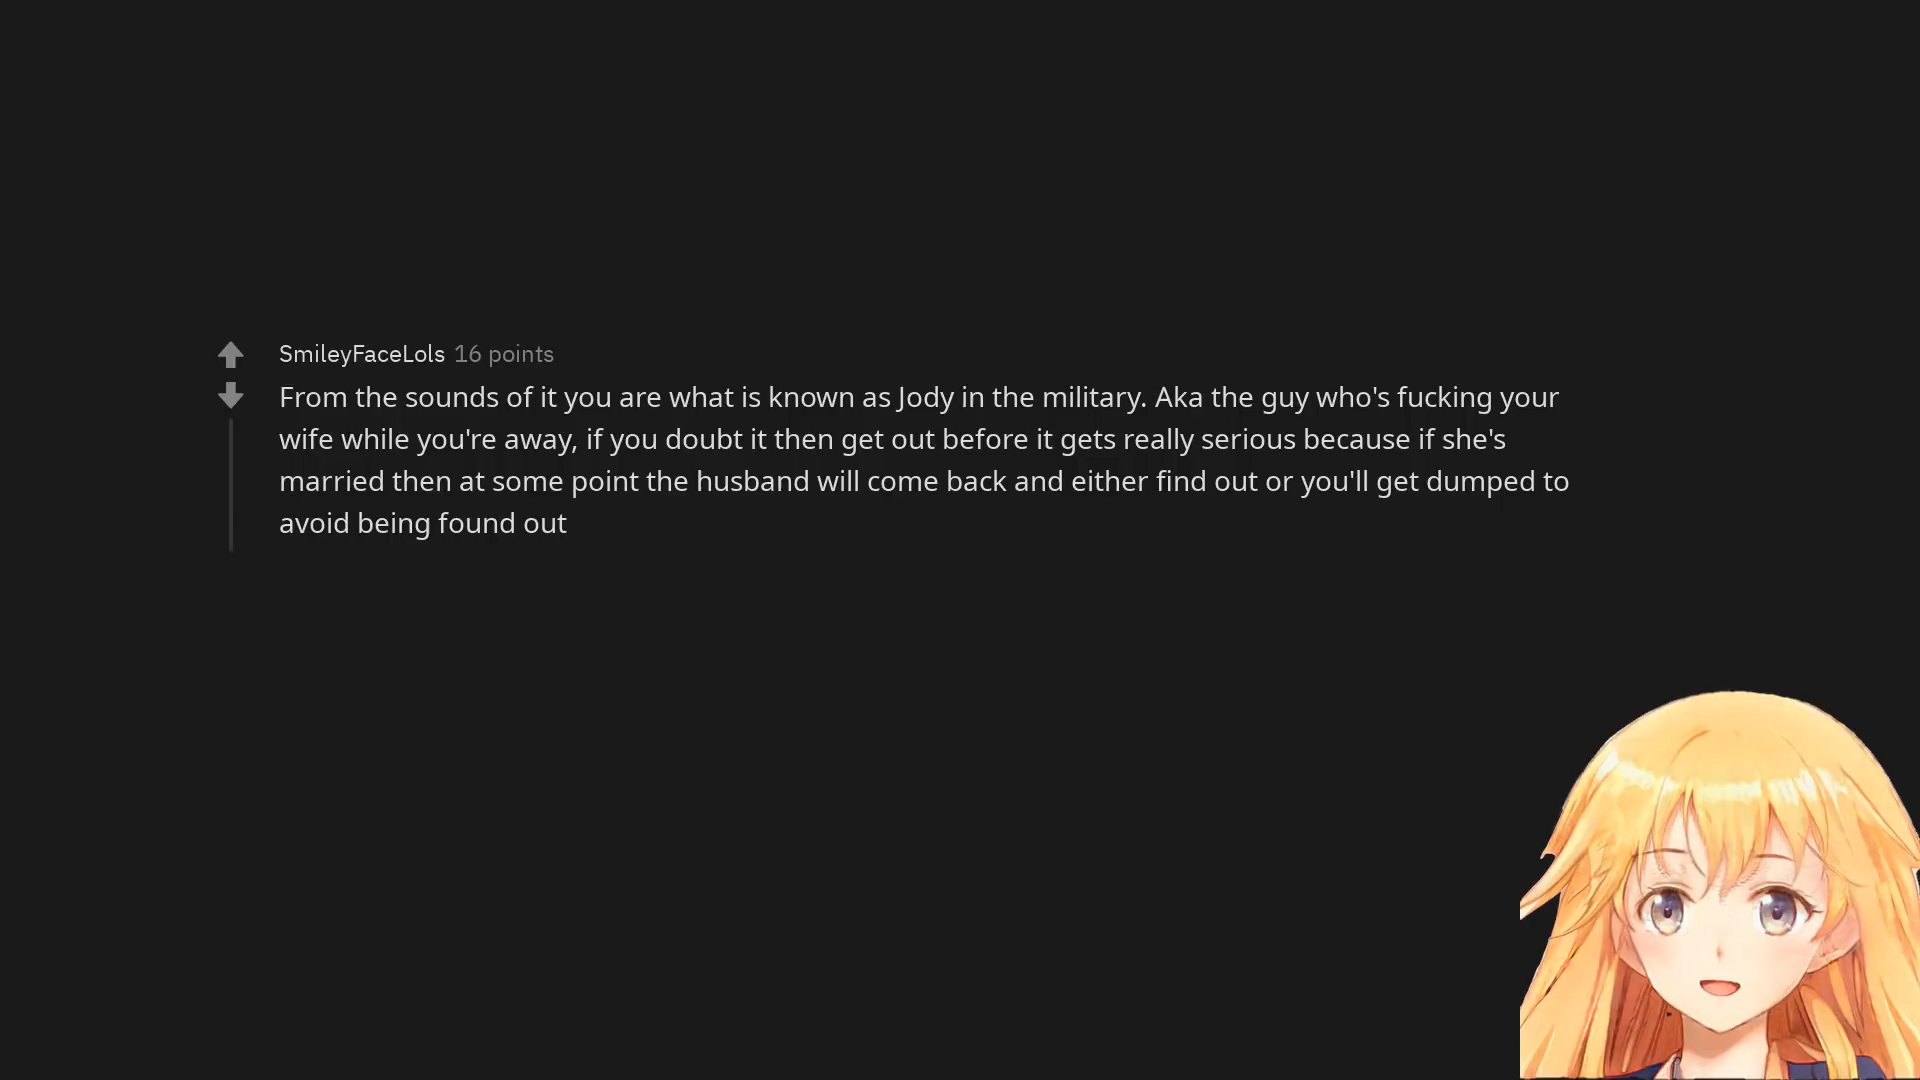 SmileyFaceLols 16 points
From the sounds of it you are what is known as Jody in the military. Aka the guy who's fucking your
wife while you're away, if you doubt it then get out before it gets really serious because if she's
married then at some point the husband will come back and either find out or you'll get dumped to
avoid being found out